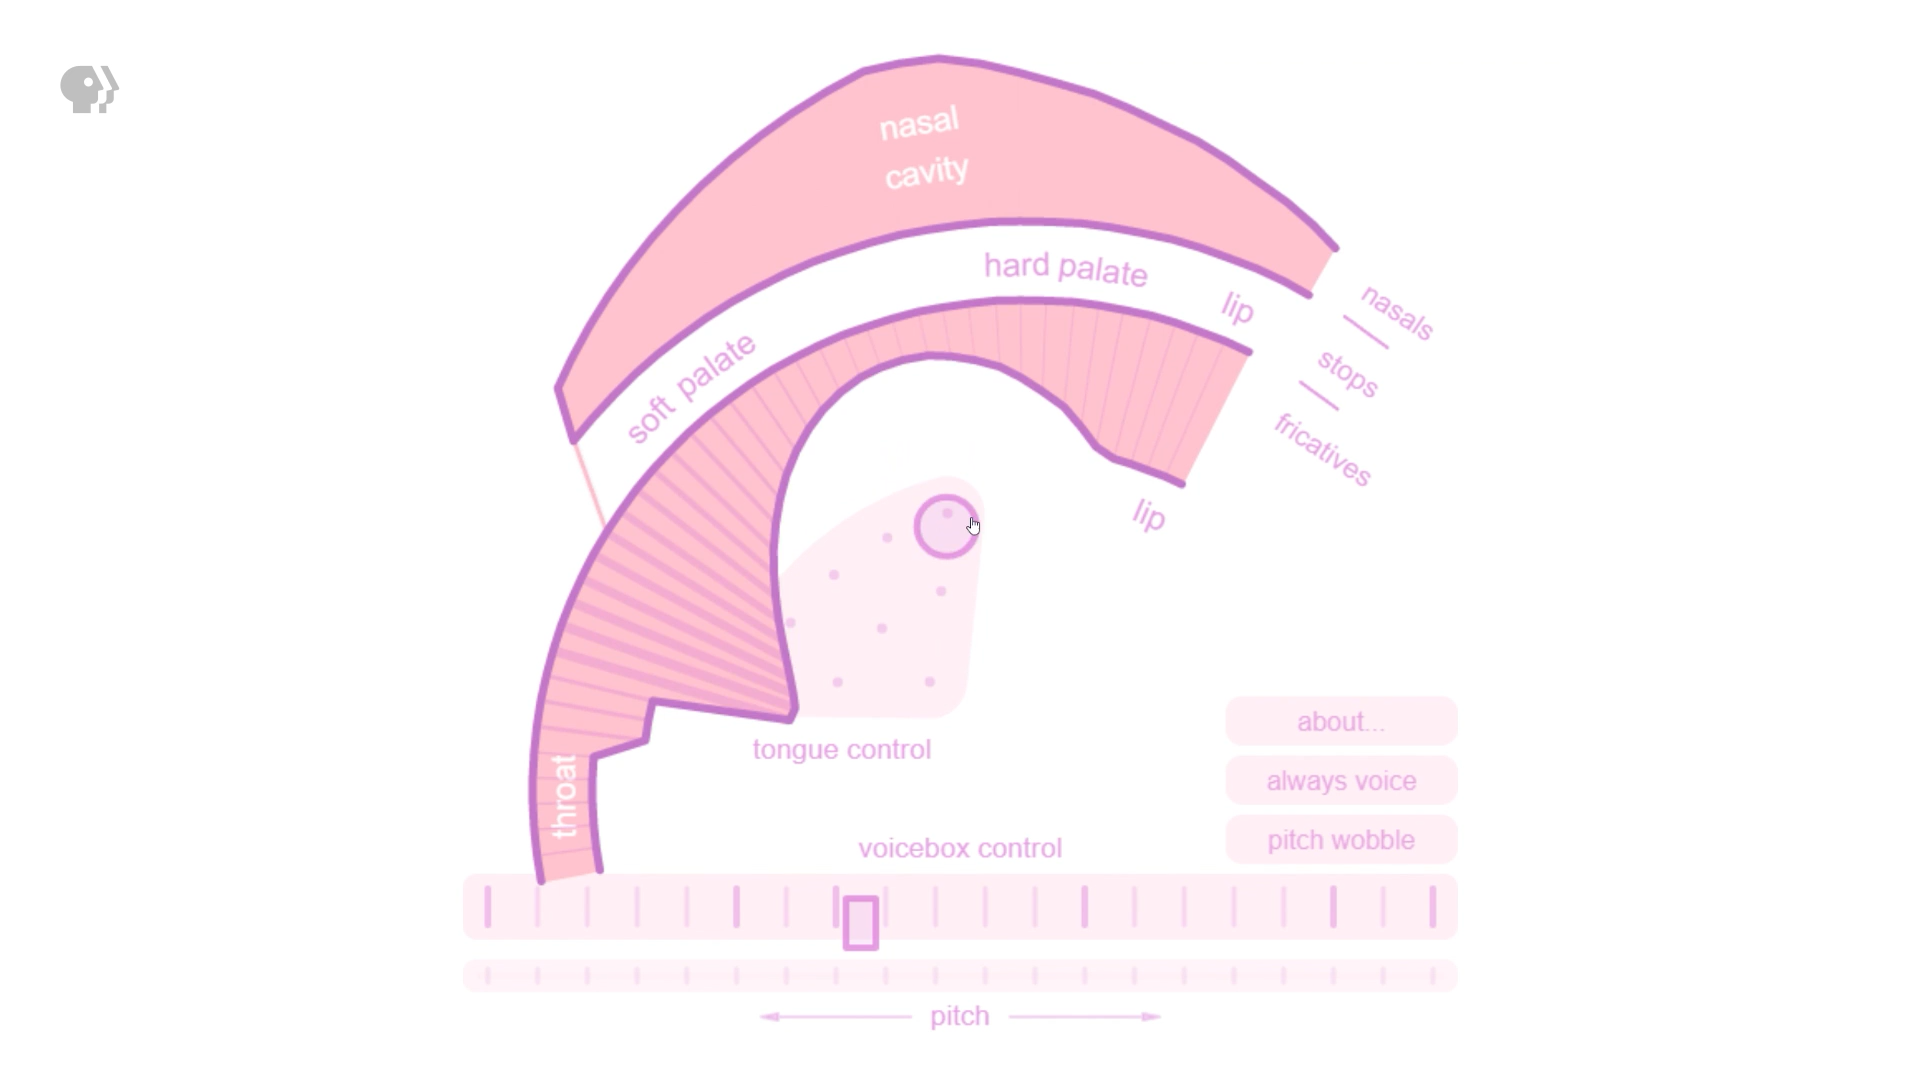 nasal
cavity
hard palate
lip
nasals
soft palate
stops
fricatives
lip
tongue control
about...
throat
always voice
voicebox control
pitch wobble
pitch